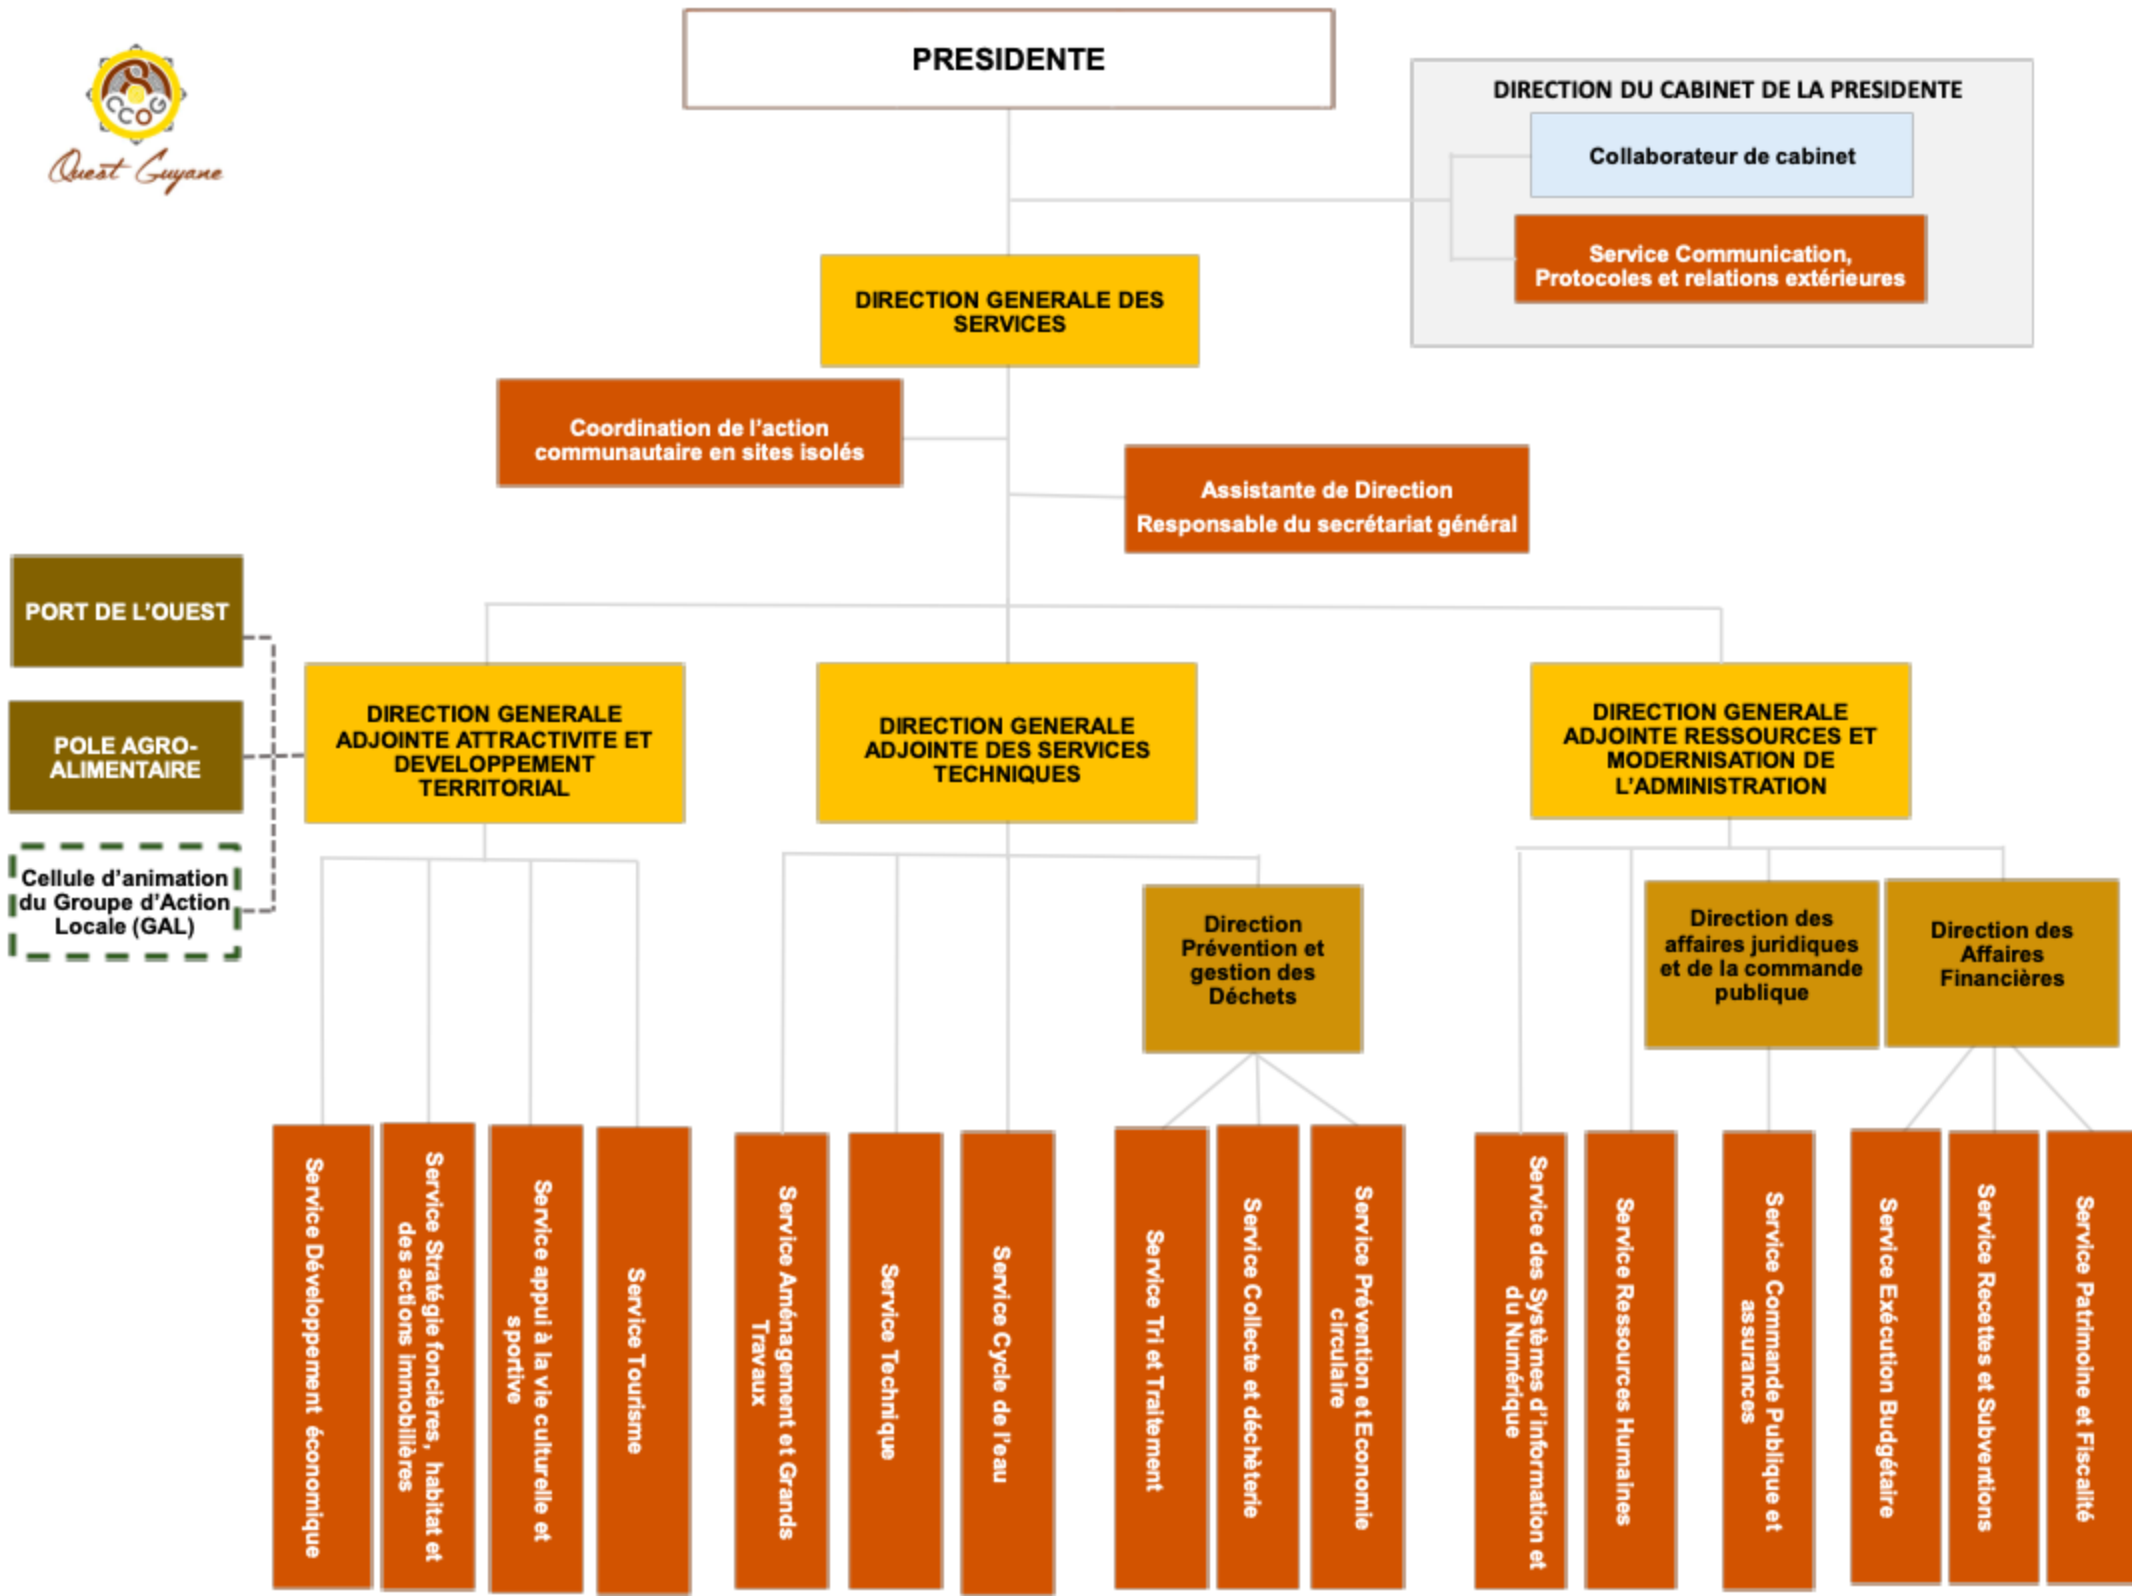 CCOG
Ouest Guyane
PRESIDENTE
DIRECTION DU CABINET DE LA PRESIDENTE
Collaborateur de cabinet
Service Communication,
Protocoles et relations extérieures
DIRECTION GENERALE DES
SERVICES
Coordination de l'action
communautaire en sites isolés
Assistante de Direction
Responsable du secrétariat général
PORT DE L'OUEST
POLE AGRO-
ALIMENTAIRE
Cellule d'animation
du Groupe d'Action
Locale (GAL)
DIRECTION GENERALE
ADJOINTE ATTRACTIVITE ET
DEVELOPPEMENT
TERRITORIAL
DIRECTION GENERALE
ADJOINTE DES SERVICES
TECHNIQUES
DIRECTION GENERALE
ADJOINTE RESSOURCES ET
MODERNISATION DE
L'ADMINISTRATION
Direction
Prévention et
gestion des
Déchets
Direction des
affaires juridiques
et de la commande
publique
Direction des
Affaires
Financières
Service Développement économique
Service Stratégie foncières, habitat et
des actions immobilières
Service appui à la vie culturelle et
sportive
Service Tourisme
Service Aménagement et Grands
Travaux
Service Technique
Service Cycle de l'eau
Service Tri et Traitement
Service Collecte et déchèterie
Service Prévention et Economie
circulaire
Service des Systèmes d'information et
du Numérique
Service Ressources Humaines
Service Commande Publique et
assurances
Service Exécution Budgétaire
Service Recettes et Subventions
Service Patrimoine et Fiscalité